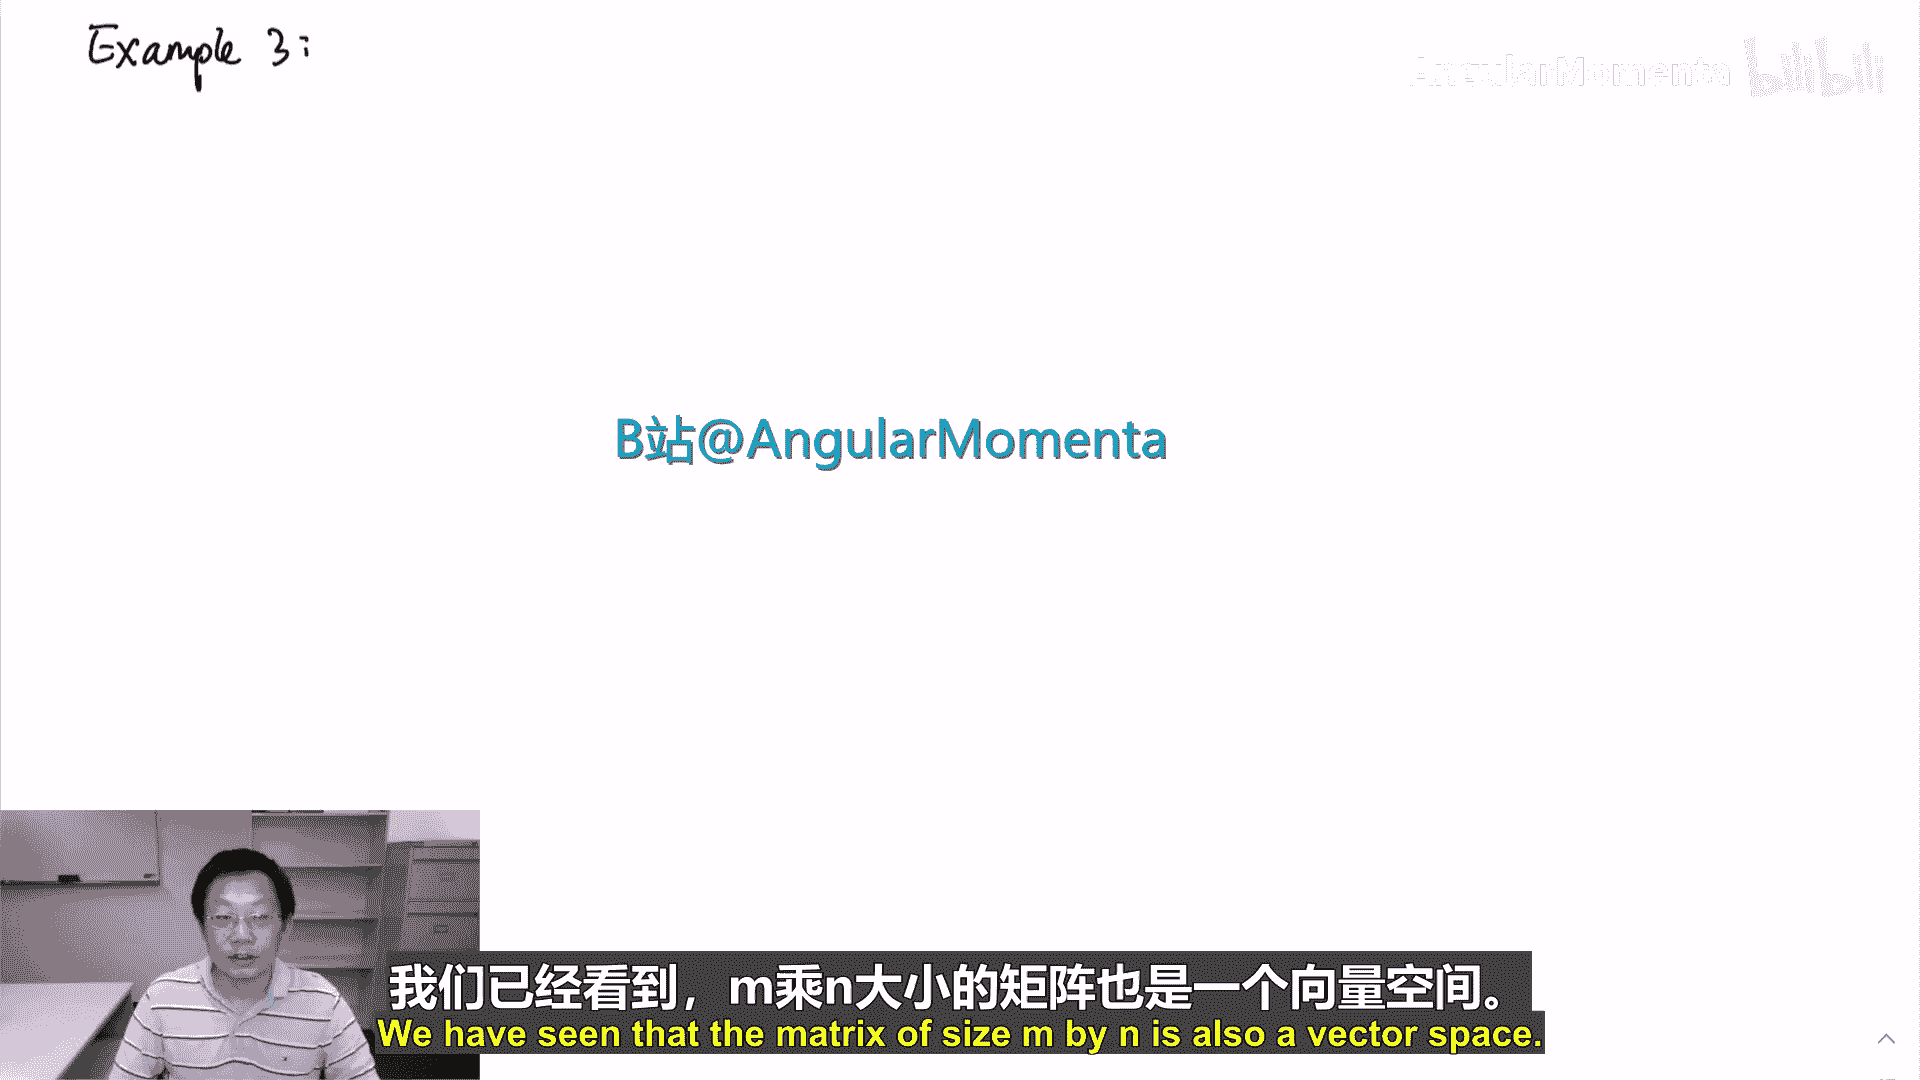 Example 3:
AngularMomenta bilibili
B站@AngularMomenta
我们已经看到，m乘n大小的矩阵也是一个向量空间。
We have seen that the matrix of size m by n is also a vector space.